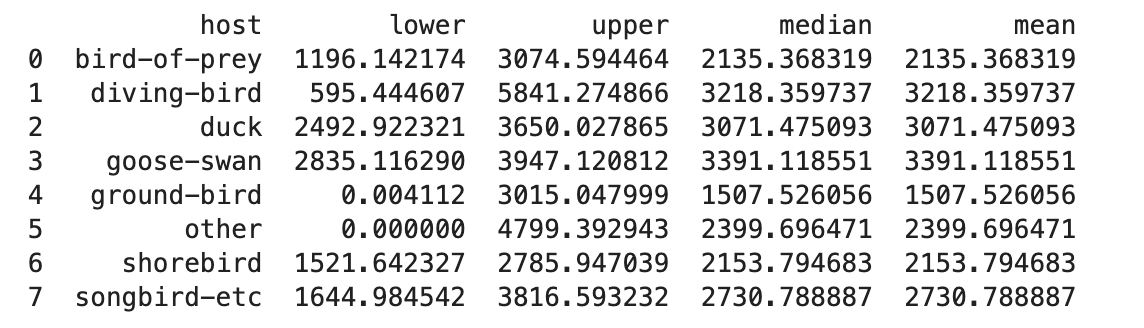 host lower upper median mean
0 bird-of-prey 1196.142174 3074.594464 2135.368319 2135.368319
1 diving-bird 595.444607 5841.274866 3218.359737 3218.359737
2 duck 2492.922321 3650.027865 3071.475093 3071.475093
3 goose-swan 2835.116290 3947.120812 3391.118551 3391.118551
4 ground-bird 0.004112 3015.047999 1507.526056 1507.526056
5 other 0.000000 4799.392943 2399.696471 2399.696471
6 shorebird 1521.642327 2785.947039 2153.794683 2153.794683
7 songbird-etc 1644.984542 3816.593232 2730.788887 2730.788887